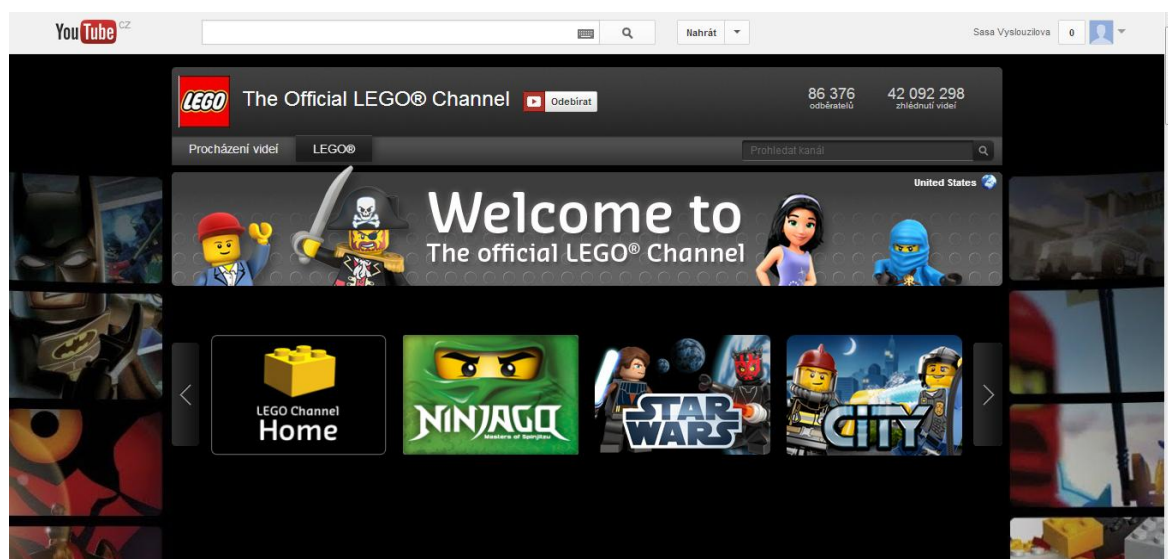 YouTube CZ
Nahrát
Sasa Vyslouzilova 0
LEGO The Official LEGO® Channel Odebírat
86 376 42 092 298
odběratelů zhlédnutí videí
Procházení videí LEGO® Prohledat kanál
United States
Welcome to
The official LEGO® Channel
LEGO Channel
Home
NINJAGO
Masters of Spinjitzu
STAR
WARS
CITY